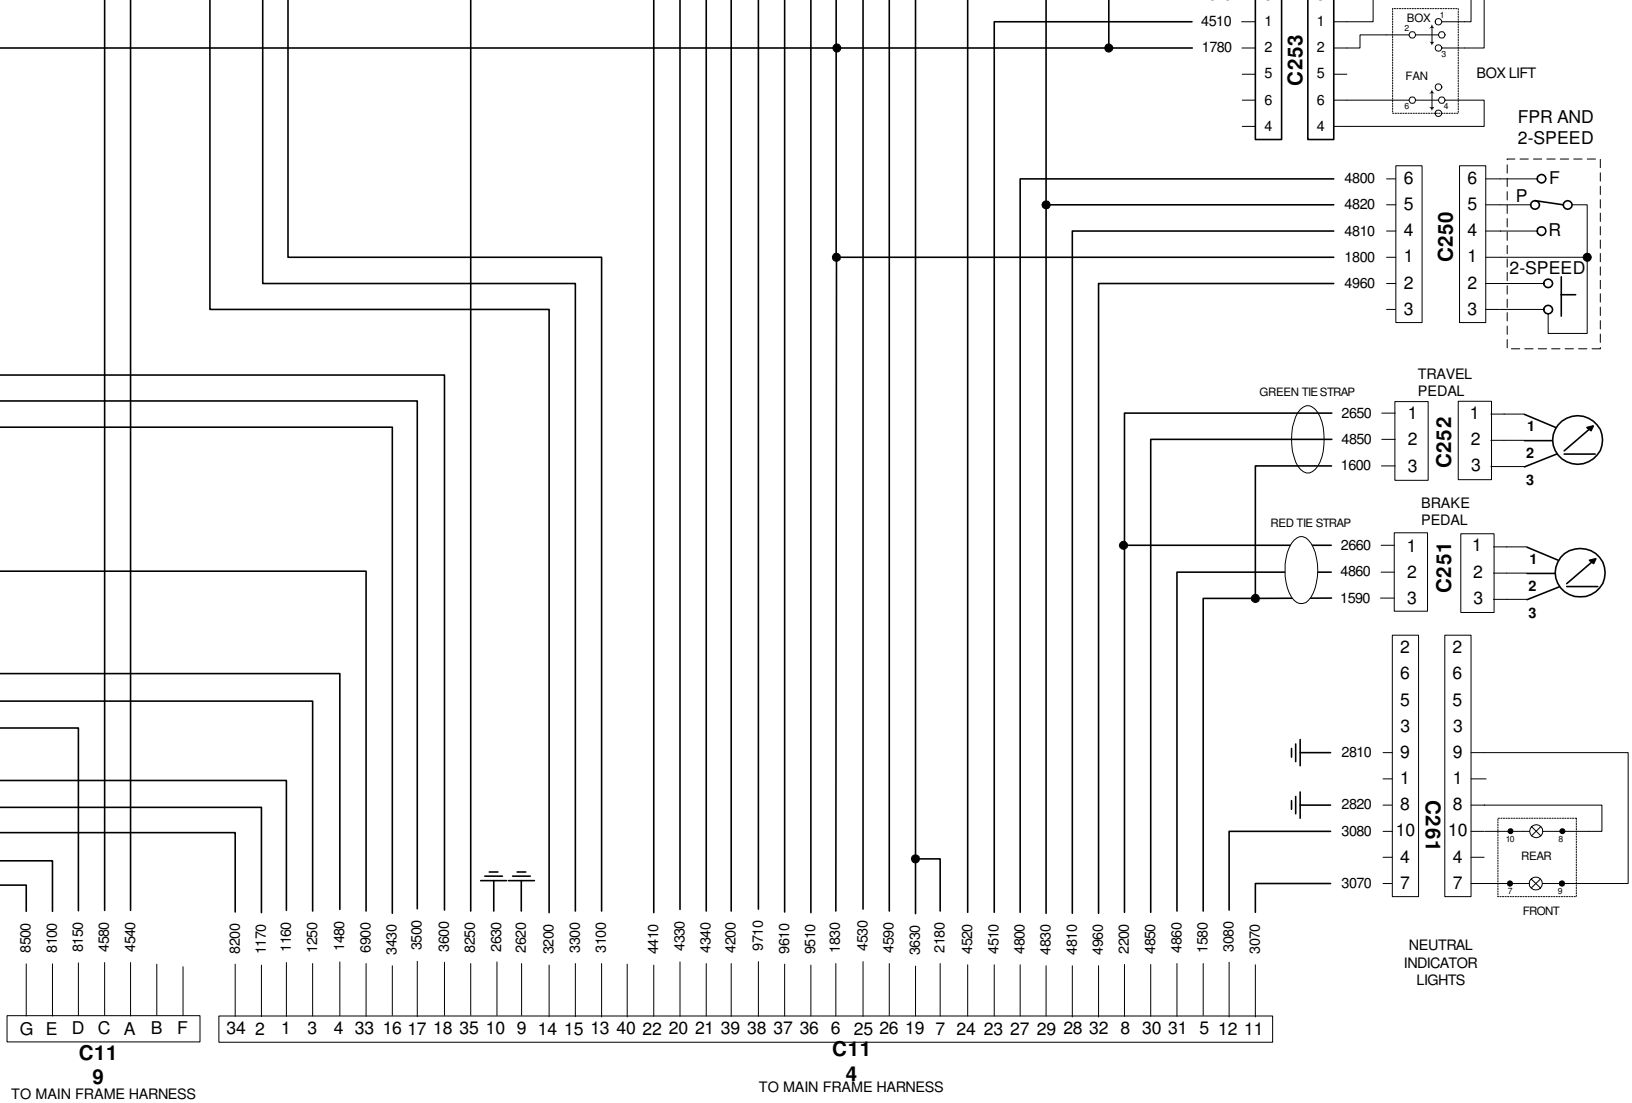 4510 1 1
1780 2 2
5 5
6 6
4 4
C253
BOX
1
2
3
FAN
6
4
BOX LIFT
FPR AND
2-SPEED
4800 6 6 F
4820 5 5 P
4810 4 4 R
1800 1 1
2-SPEED
4960 2 2
3 3
C250
TRAVEL
PEDAL
GREEN TIE STRAP
2650 1 1 1
4850 2 2 2
1600 3 3 3
C252
BRAKE
PEDAL
RED TIE STRAP
2660 1 1 1
4860 2 2 2
1590 3 3 3
C251
2 2
6 6
5 5
3 3
2810 9 9
1 1
2820 8 8
3080 10 10
4 4
3070 7 7
C261
10 8
REAR
7 9
FRONT
NEUTRAL
INDICATOR
LIGHTS
8500 8100 8150 4580 4540
G E D C A B F
C11
9
TO MAIN FRAME HARNESS
8200 1170 1160 1250 1480 6900 3430 3500 3600 8250 2630 2620 3200 3300 3100 4410 4330 4340 4200 9710 9610 9510 1830 4530 4590 3630 2180 4520 4510 4800 4830 4810 4960 2200 4850 4860 1580 3080 3070
34 2 1 3 4 33 16 17 18 35 10 9 14 15 13 40 22 20 21 39 38 37 36 6 25 26 19 7 24 23 27 29 28 32 8 30 31 5 12 11
C11
4
TO MAIN FRAME HARNESS